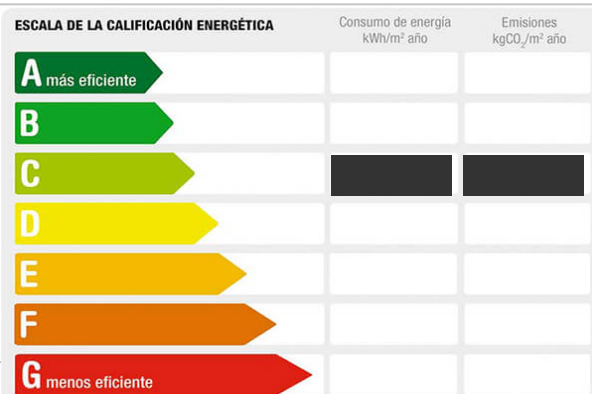 ESCALA DE LA CALIFICACIÓN ENERGÉTICA
Consumo de energía
kWh/m² año
Emisiones
kgCO₂/m² año
A más eficiente
B
C
D
E
F
G menos eficiente